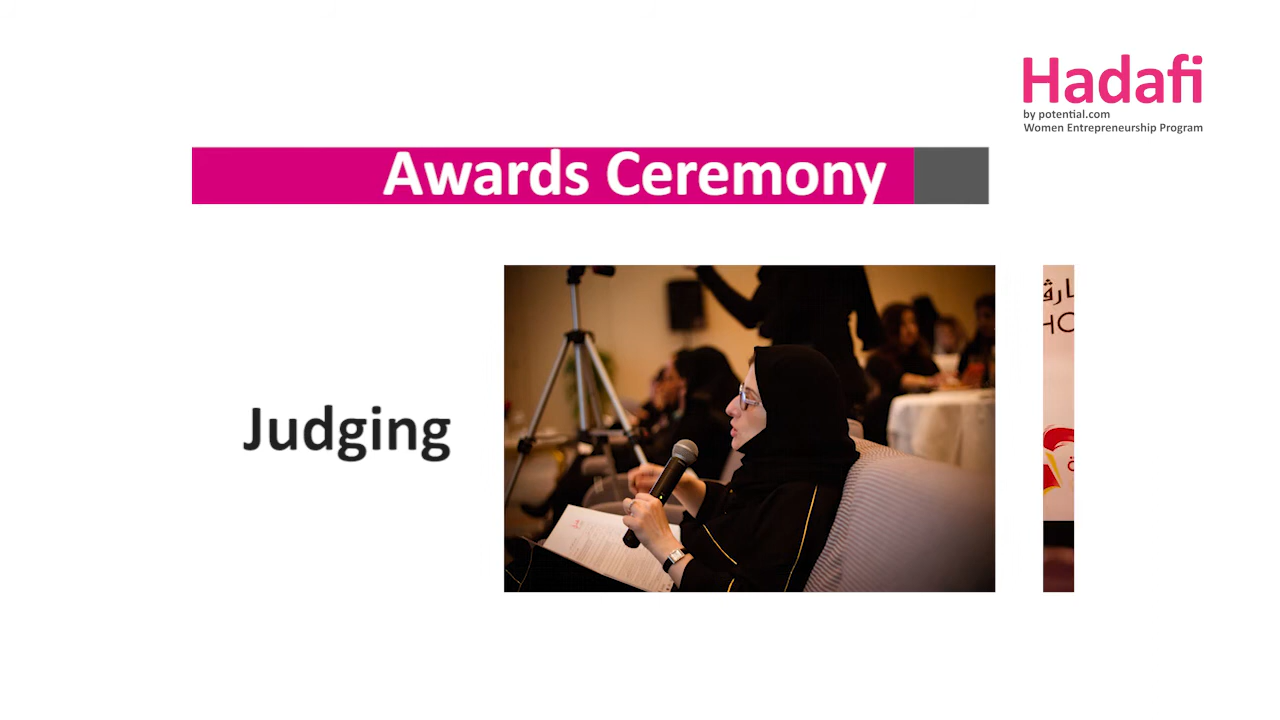 Hadafi
by potential.com
Women Entrepreneurship Program
Awards Ceremony
Judging